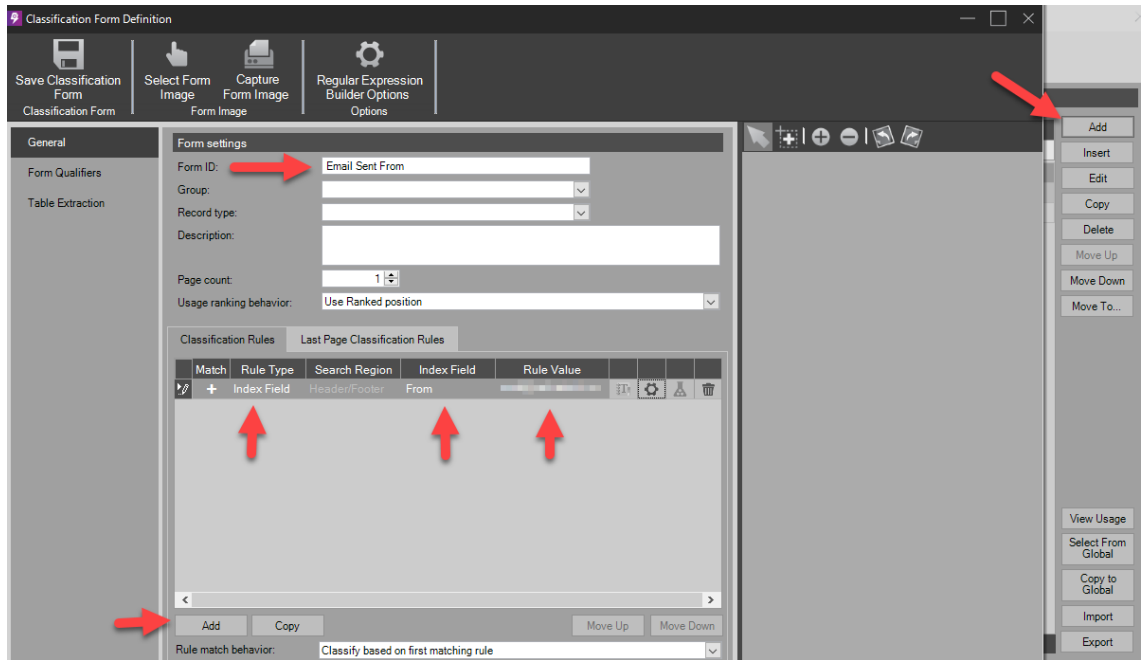 Classification Form Definition
Save Classification Form
Select Form Image
Capture Form Image
Regular Expression Builder Options
Classification Form
Form Image
Options
General
Form Qualifiers
Table Extraction
Form settings
Form ID: Email Sent From
Group:
Record type:
Description:
Page count: 1
Usage ranking behavior: Use Ranked position
Classification Rules Last Page Classification Rules
Match Rule Type Search Region Index Field Rule Value
Index Field Header/Footer From
Add Copy Move Up Move Down
Rule match behavior: Classify based on first matching rule
Add
Insert
Edit
Copy
Delete
Move Up
Move Down
Move To...
View Usage
Select From
Global
Copy to
Global
Import
Export